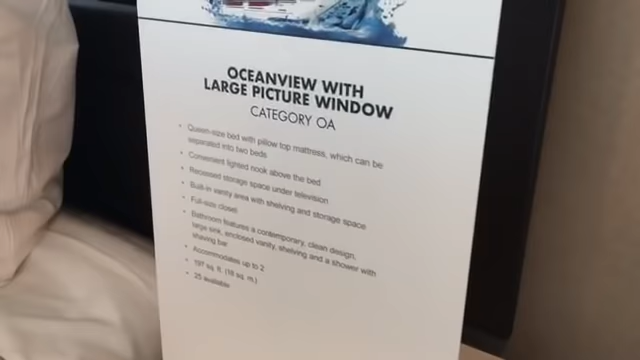 OCEANVIEW WITH
LARGE PICTURE WINDOW
CATEGORY OA
• Queen-size bed with pillow top mattress, which can be
separated into two beds
• Convenient lighted nook above the bed
• Recessed storage space under television
• Built-in vanity area with shelving and storage space
• Full-size closet
• Bathroom features a contemporary, clean design,
large sink, enclosed vanity, shelving and a shower with
shaving bar
• Accommodates up to 2
• 197 sq. ft. (18 sq. m.)
• 25 available